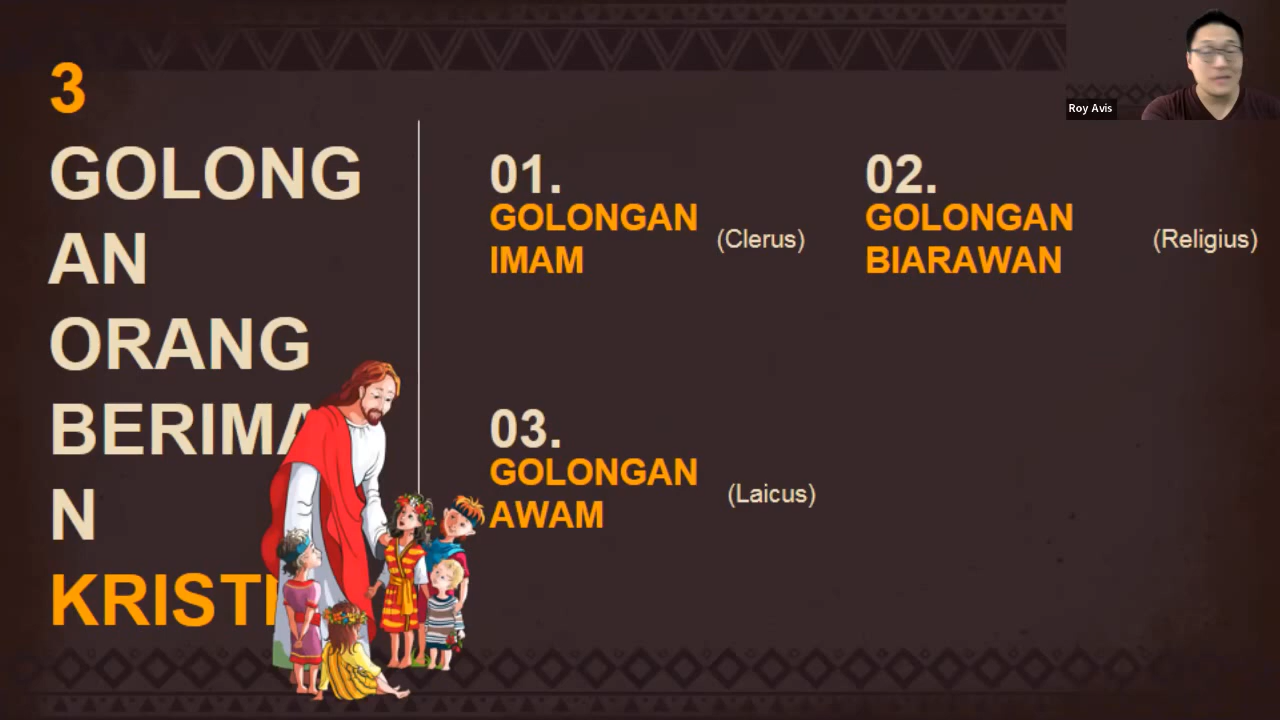 3
GOLONG
AN
ORANG
BERIMA
N
KRISTI
01.
GOLONGAN
IMAM
(Clerus)
02.
GOLONGAN
BIARAWAN
(Religius)
03.
GOLONGAN
AWAM
(Laicus)
Roy Avis